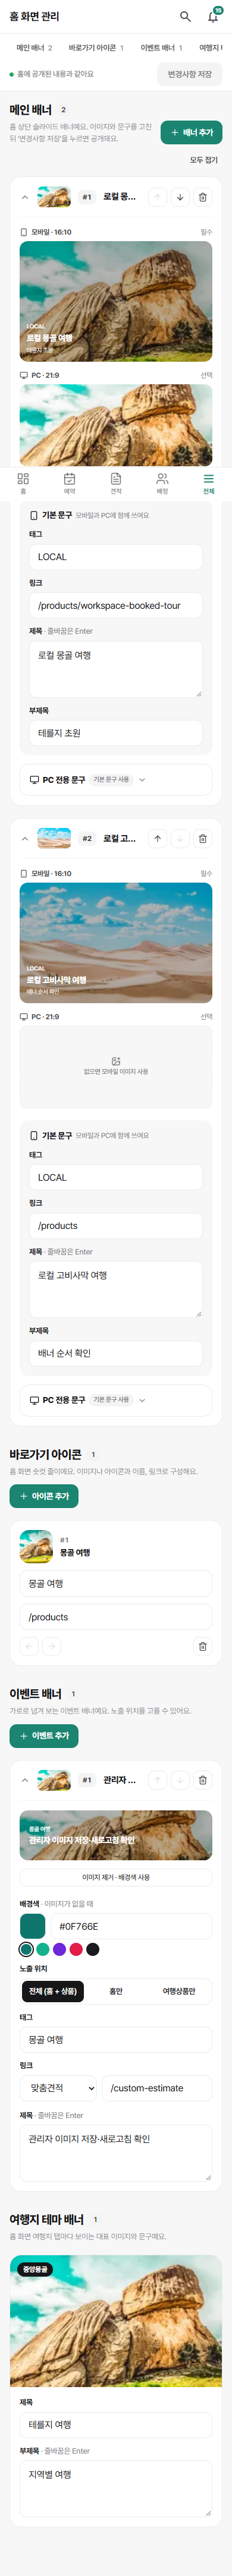 홈 화면 관리
15
메인 배너 2 바로가기 아이콘 1 이벤트 배너 1 여행지
홈에 공개된 내용과 같아요
변경사항 저장
메인 배너 2
홈 상단 슬라이드 배너예요. 이미지와 문구를 고친
뒤 '변경사항 저장'을 누르면 공개돼요.
배너 추가
모두 접기
#1 로컬 몽...
모바일 · 16:10 필수
LOCAL
로컬 몽골 여행
테를지 초원
PC · 21:9 선택
홈 예약 견적 배정 전체
기본 문구 모바일과 PC에 함께 쓰여요
태그
LOCAL
링크
/products/workspace-booked-tour
제목 · 줄바꿈은 Enter
로컬 몽골 여행
부제목
테를지 초원
PC 전용 문구 기본 문구 사용
#2 로컬 고...
모바일 · 16:10 필수
LOCAL
로컬 고비사막 여행
배너 순서 확인
PC · 21:9 선택
없으면 모바일 이미지 사용
기본 문구 모바일과 PC에 함께 쓰여요
태그
LOCAL
링크
/products
제목 · 줄바꿈은 Enter
로컬 고비사막 여행
부제목
배너 순서 확인
PC 전용 문구 기본 문구 사용
바로가기 아이콘 1
홈 화면 숏컷 줄이에요. 이미지나 아이콘과 이름, 링크로 구성해요.
아이콘 추가
#1
몽골 여행
몽골 여행
/products
이벤트 배너 1
가로로 넘겨 보는 이벤트 배너예요. 노출 위치를 고를 수 있어요.
이벤트 추가
#1 관리자 ...
몽골 여행
관리자 이미지 저장·새로고침 확인
이미지 제거 · 배경색 사용
배경색 · 이미지가 없을 때
#0F766E
노출 위치
전체 (홈 + 상품) 홈만 여행상품만
태그
몽골 여행
링크
맞춤견적 /custom-estimate
제목 · 줄바꿈은 Enter
관리자 이미지 저장·새로고침 확인
여행지 테마 배너 1
홈 화면 여행지 탭마다 보이는 대표 이미지와 문구예요.
중앙몽골
제목
테를지 여행
부제목 · 줄바꿈은 Enter
지역별 여행